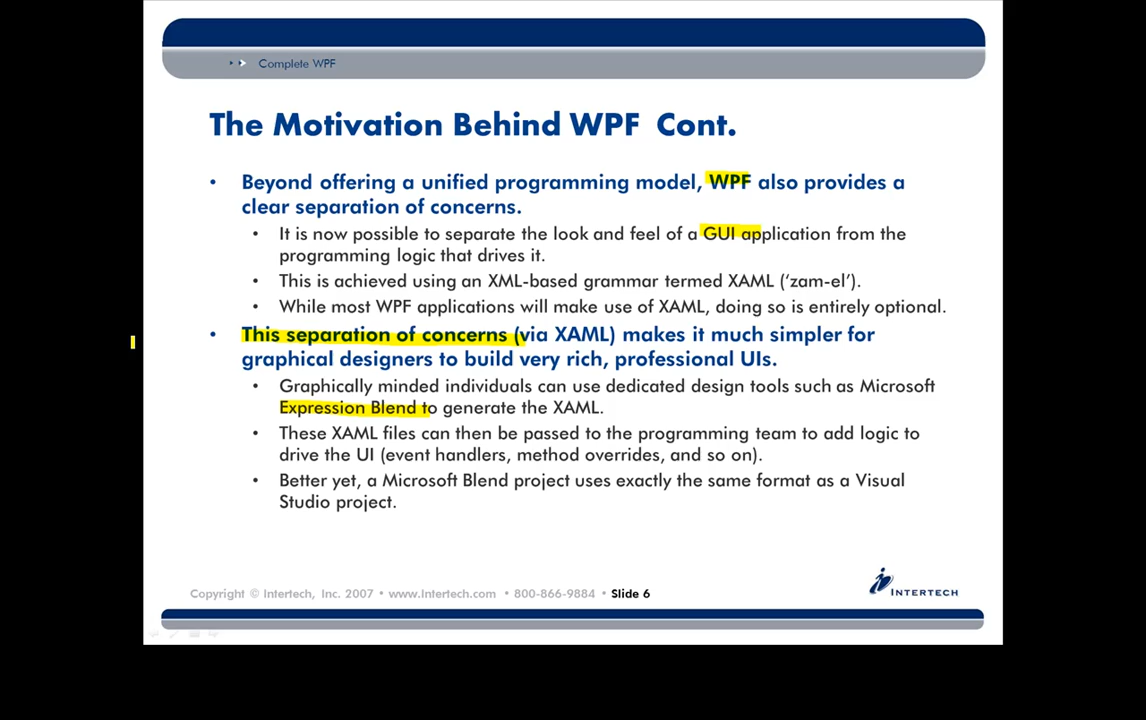 Complete WPF
The Motivation Behind WPF Cont.
• Beyond offering a unified programming model, WPF also provides a
clear separation of concerns.
• It is now possible to separate the look and feel of a GUI application from the
programming logic that drives it.
• This is achieved using an XML-based grammar termed XAML (‘zam-el’).
• While most WPF applications will make use of XAML, doing so is entirely optional.
• This separation of concerns (via XAML) makes it much simpler for
graphical designers to build very rich, professional UIs.
• Graphically minded individuals can use dedicated design tools such as Microsoft
Expression Blend to generate the XAML.
• These XAML files can then be passed to the programming team to add logic to
drive the UI (event handlers, method overrides, and so on).
• Better yet, a Microsoft Blend project uses exactly the same format as a Visual
Studio project.
Copyright © Intertech, Inc. 2007 • www.Intertech.com • 800-866-9884 • Slide 6
INTERTECH